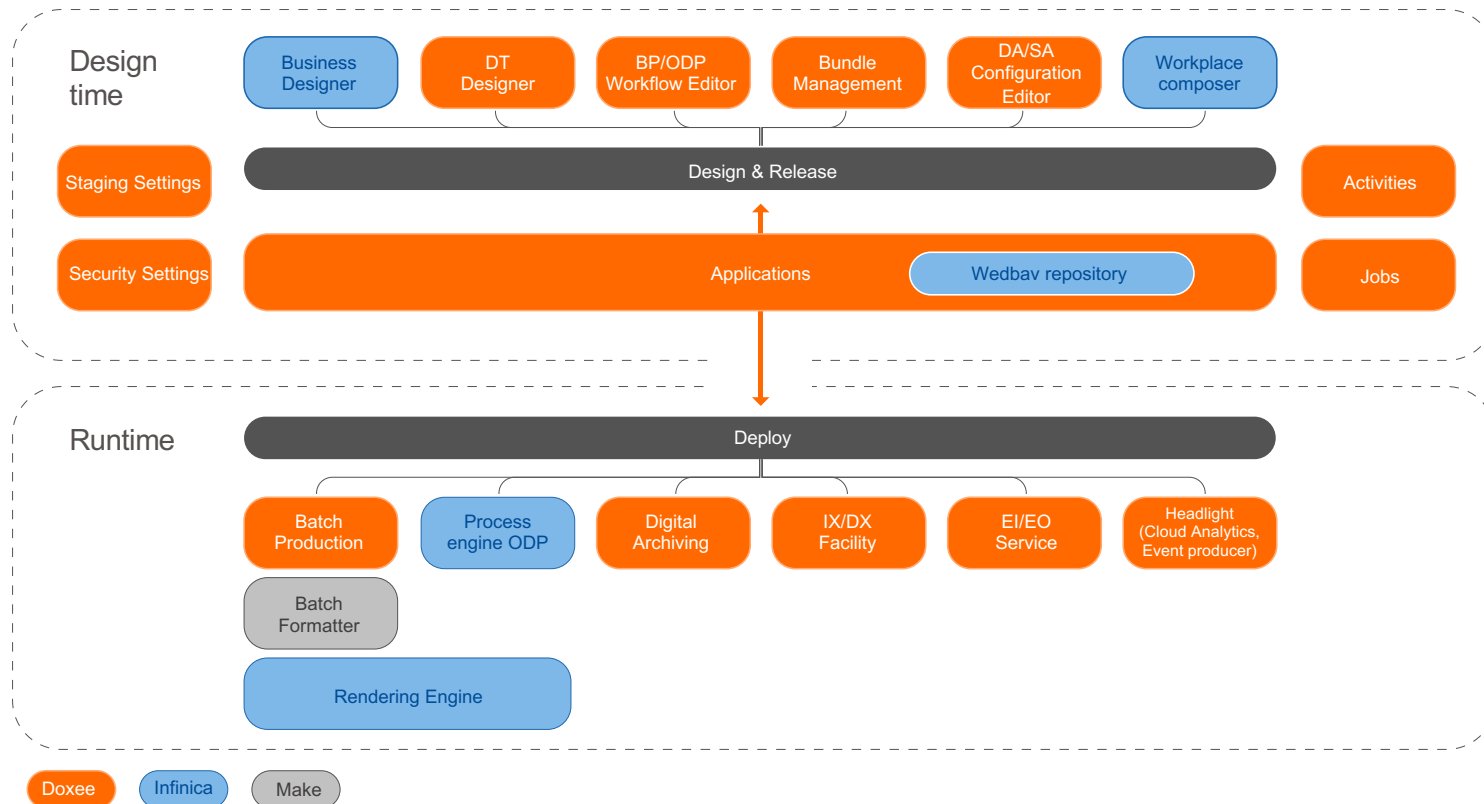 Design
time
Business
Designer
DT
Designer
BP/ODP
Workflow Editor
Bundle
Management
DA/SA
Configuration
Editor
Workplace
composer
Staging Settings
Design & Release
Activities
Security Settings
Applications
Wedbav repository
Jobs
Runtime
Deploy
Batch
Production
Process
engine ODP
Digital
Archiving
IX/DX
Facility
EI/EO
Service
Headlight
(Cloud Analytics,
Event producer)
Batch
Formatter
Rendering Engine
Doxee
Infinica
Make